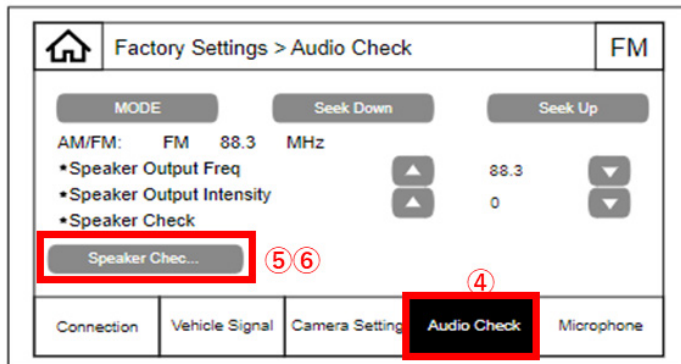 Factory Settings > Audio Check FM
MODE Seek Down Seek Up
AM/FM: FM 88.3 MHz
*Speaker Output Freq 88.3
*Speaker Output Intensity 0
*Speaker Check
Speaker Chec... ⑤⑥
④
Connection Vehicle Signal Camera Setting Audio Check Microphone